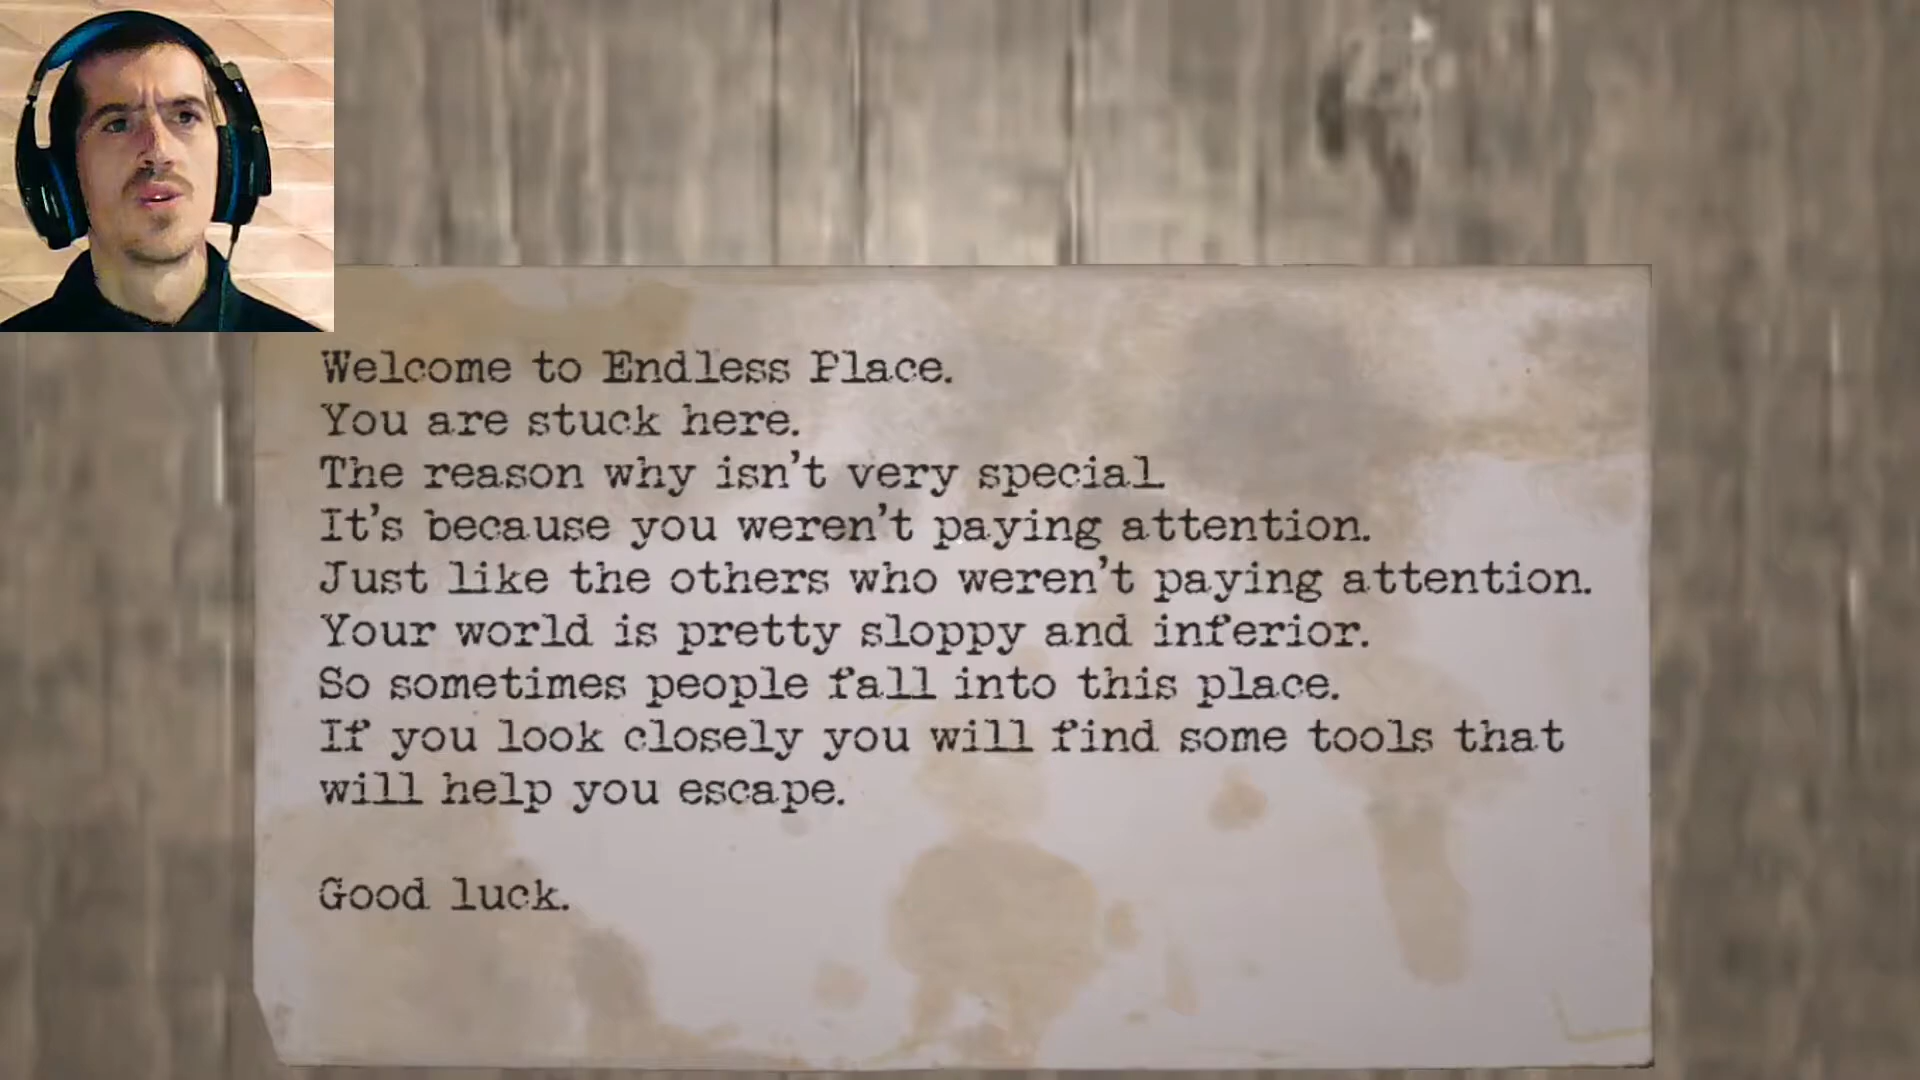 Welcome to Endless Place.
You are stuck here.
The reason why isn't very special.
It's because you weren't paying attention.
Just like the others who weren't paying attention.
Your world is pretty sloppy and inferior.
So sometimes people fall into this place.
If you look closely you will find some tools that
will help you escape.
Good luck.